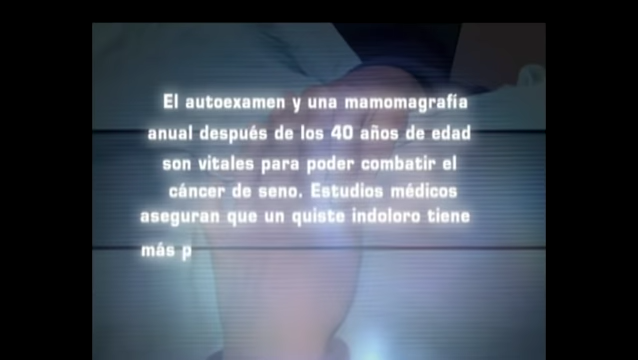 El autoexamen y una mamomagrafía
anual después de los 40 años de edad
son vitales para poder combatir el
cáncer de seno. Estudios médicos
aseguran que un quiste indoloro tiene
más p